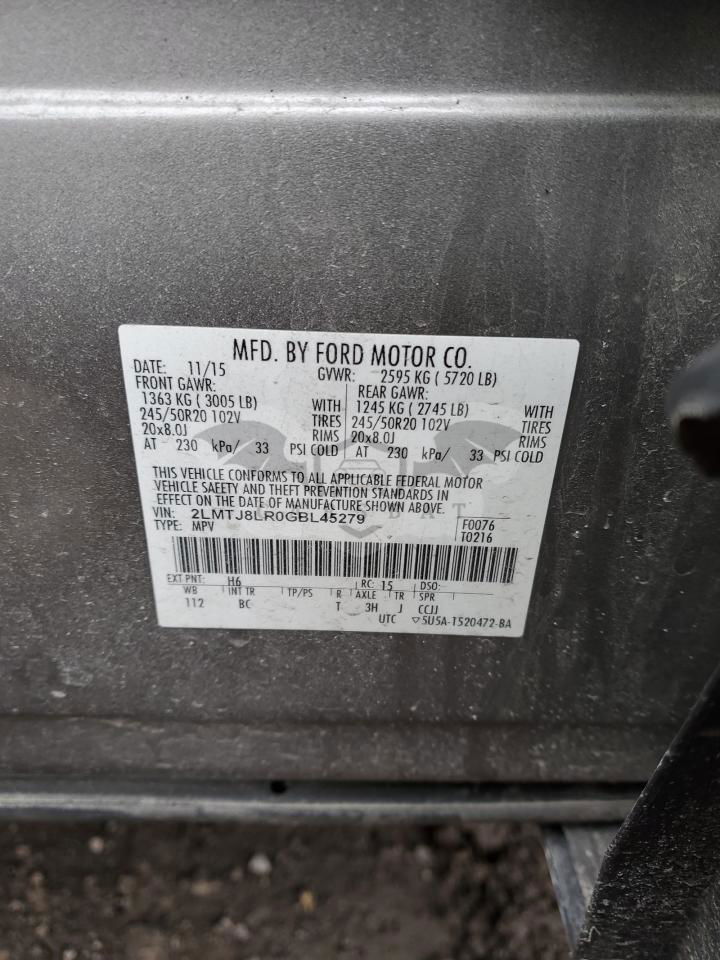 MFD. BY FORD MOTOR CO.
DATE: 11/15 GVWR: 2595 KG ( 5720 LB)
FRONT GAWR: REAR GAWR:
1363 KG ( 3005 LB) WITH 1245 KG ( 2745 LB) WITH
245/50R20 102V TIRES 245/50R20 102V TIRES
20x8.0J RIMS 20x8.0J RIMS
AT 230 kPa/ 33 PSI COLD AT 230 kPa/ 33 PSI COLD
THIS VEHICLE CONFORMS TO ALL APPLICABLE FEDERAL MOTOR
VEHICLE SAFETY AND THEFT PREVENTION STANDARDS IN
EFFECT ON THE DATE OF MANUFACTURE SHOWN ABOVE.
VIN: 2LMTJ8LR0GBL45279 F0076
TYPE: MPV T0216
EXT PNT: H6 RC: 15 DSO:
WB INT TR TP/PS R AXLE TR SPR
112 BC T 3H J CCJJ
UTC ▽5U5A-1520472-BA